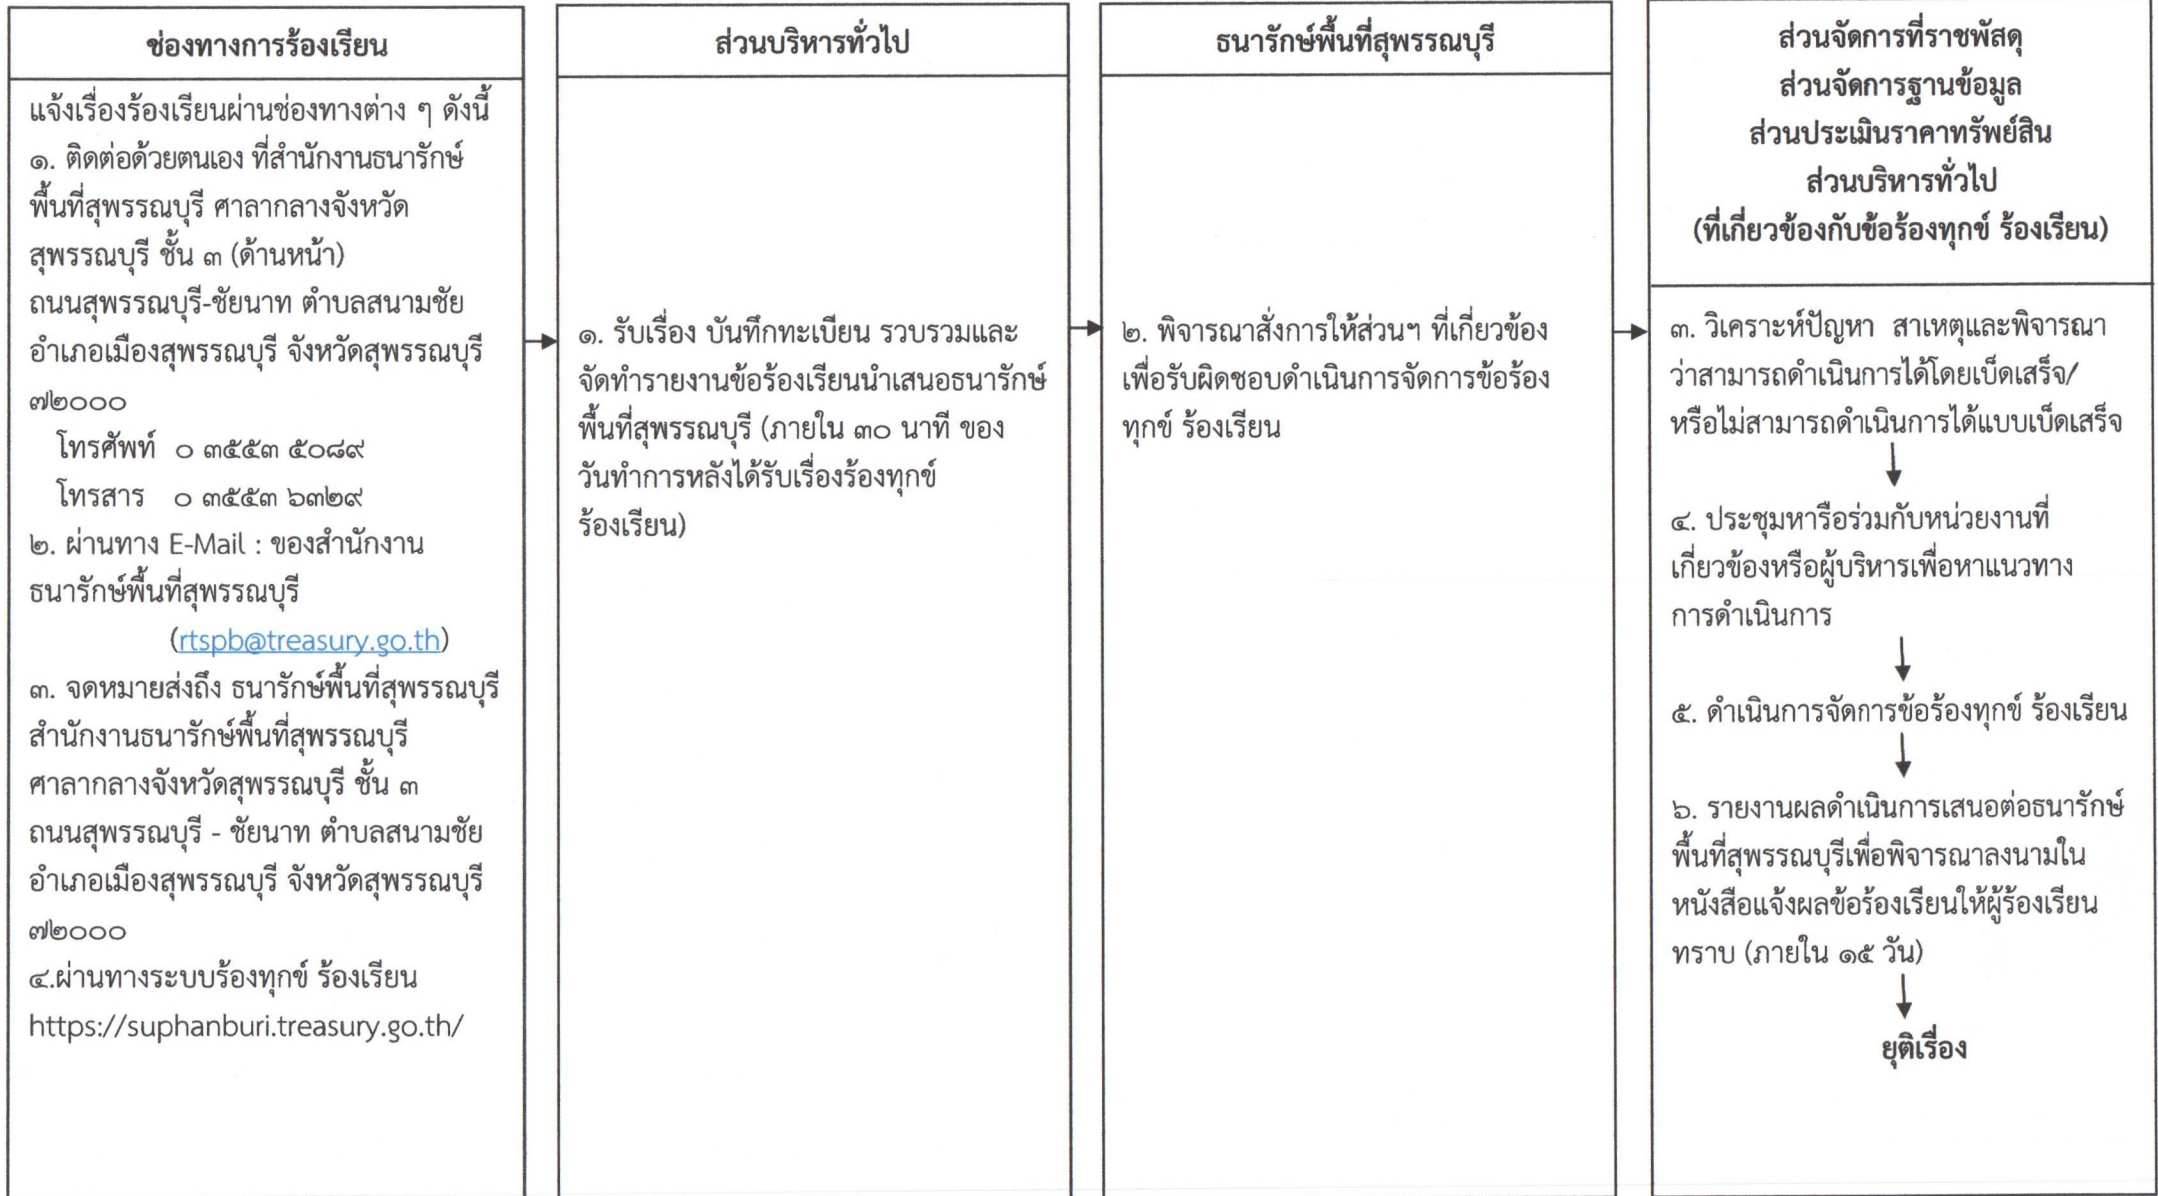 ช่องทางการร้องเรียน
แจ้งเรื่องร้องเรียนผ่านช่องทางต่าง ๆ ดังนี้
๑. ติดต่อด้วยตนเอง ที่สำนักงานธนารักษ์
พื้นที่สุพรรณบุรี ศาลากลางจังหวัด
สุพรรณบุรี ชั้น ๓ (ด้านหน้า)
ถนนสุพรรณบุรี-ชัยนาท ตำบลสนามชัย
อำเภอเมืองสุพรรณบุรี จังหวัดสุพรรณบุรี
๗๒๐๐๐
โทรศัพท์ ๐ ๓๕๕๓ ๕๐๘๙
โทรสาร ๐ ๓๕๕๓ ๖๓๒๙
๒. ผ่านทาง E-Mail : ของสำนักงาน
ธนารักษ์พื้นที่สุพรรณบุรี
(rtspb@treasury.go.th)
๓. จดหมายส่งถึง ธนารักษ์พื้นที่สุพรรณบุรี
สำนักงานธนารักษ์พื้นที่สุพรรณบุรี
ศาลากลางจังหวัดสุพรรณบุรี ชั้น ๓
ถนนสุพรรณบุรี - ชัยนาท ตำบลสนามชัย
อำเภอเมืองสุพรรณบุรี จังหวัดสุพรรณบุรี
๗๒๐๐๐
๔.ผ่านทางระบบร้องทุกข์ ร้องเรียน
https://suphanburi.treasury.go.th/
ส่วนบริหารทั่วไป
๑. รับเรื่อง บันทึกทะเบียน รวบรวมและ
จัดทำรายงานข้อร้องเรียนนำเสนอธนารักษ์
พื้นที่สุพรรณบุรี (ภายใน ๓๐ นาที ของ
วันทำการหลังได้รับเรื่องร้องทุกข์
ร้องเรียน)
ธนารักษ์พื้นที่สุพรรณบุรี
๒. พิจารณาสั่งการให้ส่วนฯ ที่เกี่ยวข้อง
เพื่อรับผิดชอบดำเนินการจัดการข้อร้อง
ทุกข์ ร้องเรียน
ส่วนจัดการที่ราชพัสดุ
ส่วนจัดการฐานข้อมูล
ส่วนประเมินราคาทรัพย์สิน
ส่วนบริหารทั่วไป
(ที่เกี่ยวข้องกับข้อร้องทุกข์ ร้องเรียน)
๓. วิเคราะห์ปัญหา สาเหตุและพิจารณา
ว่าสามารถดำเนินการได้โดยเบ็ดเสร็จ/
หรือไม่สามารถดำเนินการได้แบบเบ็ดเสร็จ
๔. ประชุมหารือร่วมกับหน่วยงานที่
เกี่ยวข้องหรือผู้บริหารเพื่อหาแนวทาง
การดำเนินการ
๕. ดำเนินการจัดการข้อร้องทุกข์ ร้องเรียน
๖. รายงานผลดำเนินการเสนอต่อธนารักษ์
พื้นที่สุพรรณบุรีเพื่อพิจารณาลงนามใน
หนังสือแจ้งผลข้อร้องเรียนให้ผู้ร้องเรียน
ทราบ (ภายใน ๑๕ วัน)
ยุติเรื่อง